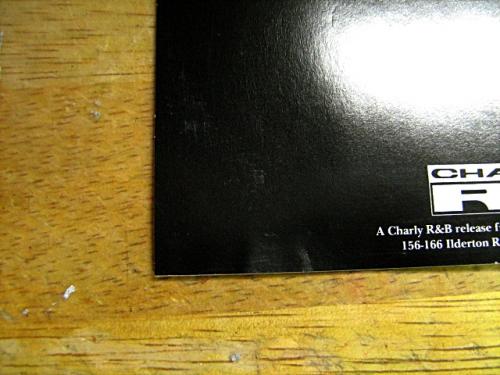 CHA
R
A Charly R&B release f
156-166 Ilderton R